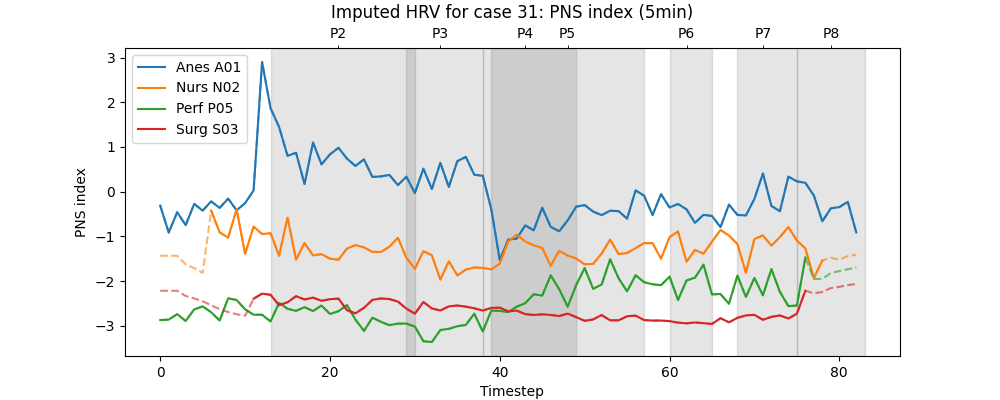 Imputed HRV for case 31: PNS index (5min)
P2 P3 P4 P5 P6 P7 P8
Anes A01
Nurs N02
Perf P05
Surg S03
PNS index
3
2
1
0
−1
−2
−3
0 20 40 60 80
Timestep